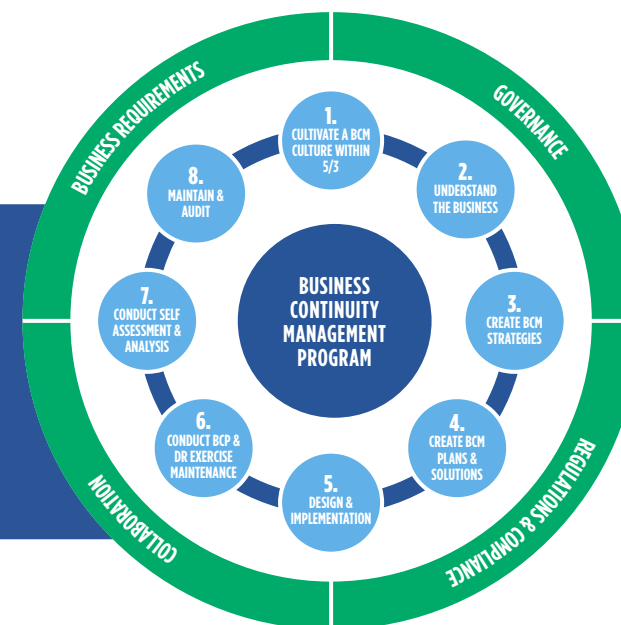 BUSINESS REQUIREMENTS
GOVERNANCE
1.
CULTIVATE A BCM
CULTURE WITHIN
5/3
2.
UNDERSTAND
THE BUSINESS
3.
CREATE BCM
STRATEGIES
4.
CREATE BCM
PLANS &
SOLUTIONS
5.
DESIGN &
IMPLEMENTATION
6.
CONDUCT BCP &
DR EXERCISE
MAINTENANCE
7.
CONDUCT SELF
ASSESSMENT &
ANALYSIS
8.
MAINTAIN &
AUDIT
BUSINESS
CONTINUITY
MANAGEMENT
PROGRAM
COLLABORATION
REGULATIONS & COMPLIANCE